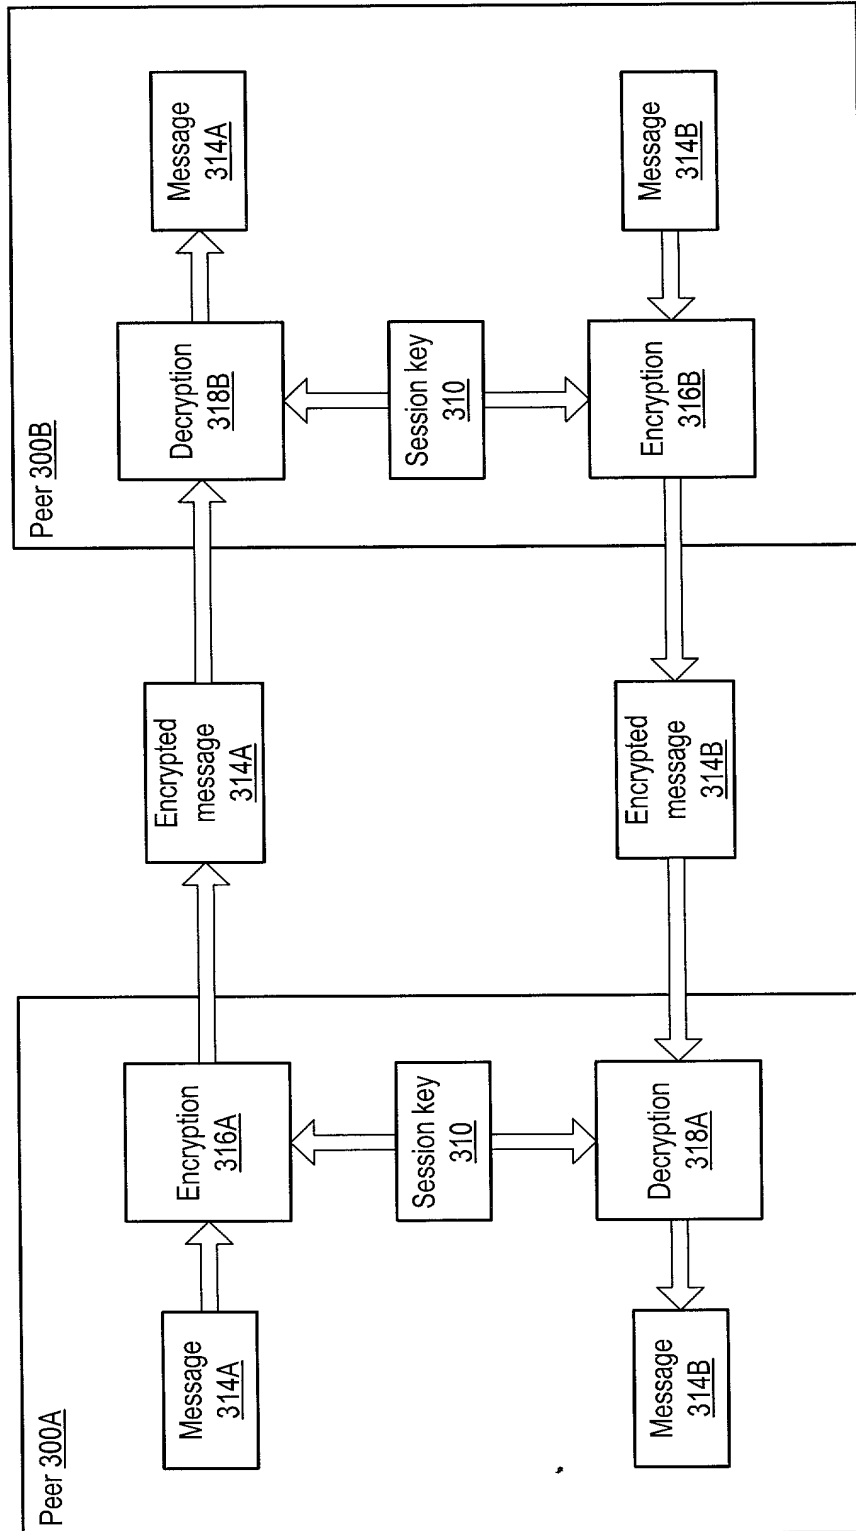 Peer 300A
Message
314A
Encryption
316A
Session key
310
Decryption
318A
Message
314B
Encrypted
message
314A
Encrypted
message
314B
Peer 300B
Decryption
318B
Message
314A
Session key
310
Encryption
316B
Message
314B